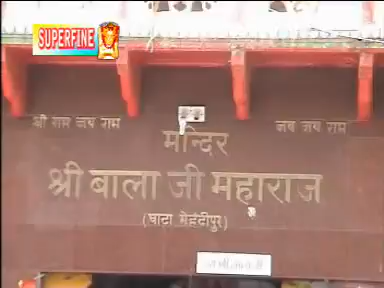 SUPERFINE
श्री राम जय राम
जय जय राम
मन्दिर
श्री बाला जी महाराज
(घाटा मेहंदीपुर)